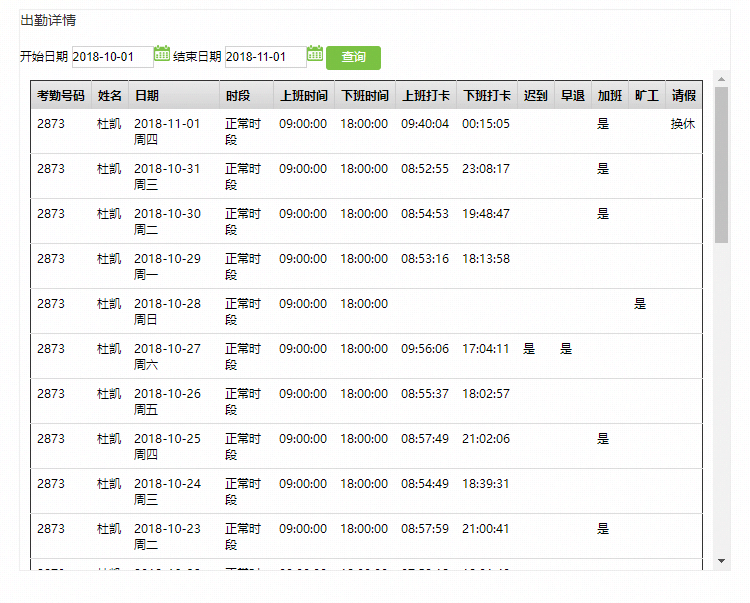 出勤详情
开始日期 2018-10-01 结束日期 2018-11-01 查询
考勤号码 姓名 日期 时段 上班时间 下班时间 上班打卡 下班打卡 迟到 早退 加班 旷工 请假
2873 杜凯 2018-11-01 正常时 09:00:00 18:00:00 09:40:04 00:15:05 是 换休
周四 段
2873 杜凯 2018-10-31 正常时 09:00:00 18:00:00 08:52:55 23:08:17 是
周三 段
2873 杜凯 2018-10-30 正常时 09:00:00 18:00:00 08:54:53 19:48:47 是
周二 段
2873 杜凯 2018-10-29 正常时 09:00:00 18:00:00 08:53:16 18:13:58
周一 段
2873 杜凯 2018-10-28 正常时 09:00:00 18:00:00 是
周日 段
2873 杜凯 2018-10-27 正常时 09:00:00 18:00:00 09:56:06 17:04:11 是 是
周六 段
2873 杜凯 2018-10-26 正常时 09:00:00 18:00:00 08:55:37 18:02:57
周五 段
2873 杜凯 2018-10-25 正常时 09:00:00 18:00:00 08:57:49 21:02:06 是
周四 段
2873 杜凯 2018-10-24 正常时 09:00:00 18:00:00 08:54:49 18:39:31
周三 段
2873 杜凯 2018-10-23 正常时 09:00:00 18:00:00 08:57:59 21:00:41 是
周二 段